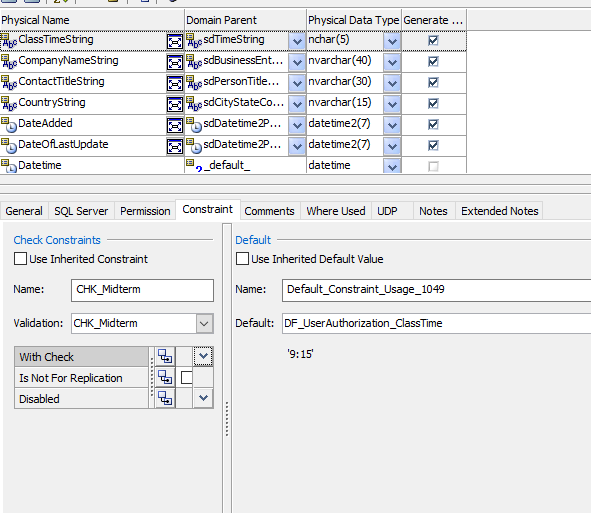 Physical Name Domain Parent Physical Data Type Generate ...
ClassTimeString sdTimeString nchar(5)
CompanyNameString sdBusinessEnt... nvarchar(40)
ContactTitleString sdPersonTitle... nvarchar(30)
CountryString sdCityStateCo... nvarchar(15)
DateAdded sdDatetime2P... datetime2(7)
DateOfLastUpdate sdDatetime2P... datetime2(7)
Datetime _default_ datetime
General SQL Server Permission Constraint Comments Where Used UDP Notes Extended Notes
Check Constraints Default
Use Inherited Constraint Use Inherited Default Value
Name: CHK_Midterm Name: Default_Constraint_Usage_1049
Validation: CHK_Midterm Default: DF_UserAuthorization_ClassTime
With Check '9:15'
Is Not For Replication
Disabled